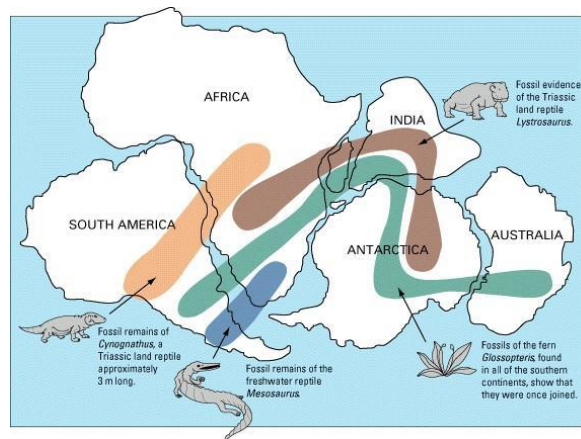 AFRICA
INDIA
SOUTH AMERICA
ANTARCTICA
AUSTRALIA
Fossil evidence
of the Triassic
land reptile
Lystrosaurus.
Fossil remains of
Cynognathus, a
Triassic land reptile
approximately
3 m long.
Fossil remains of the
freshwater reptile
Mesosaurus.
Fossils of the fern
Glossopteris, found
in all of the southern
continents, show that
they were once joined.